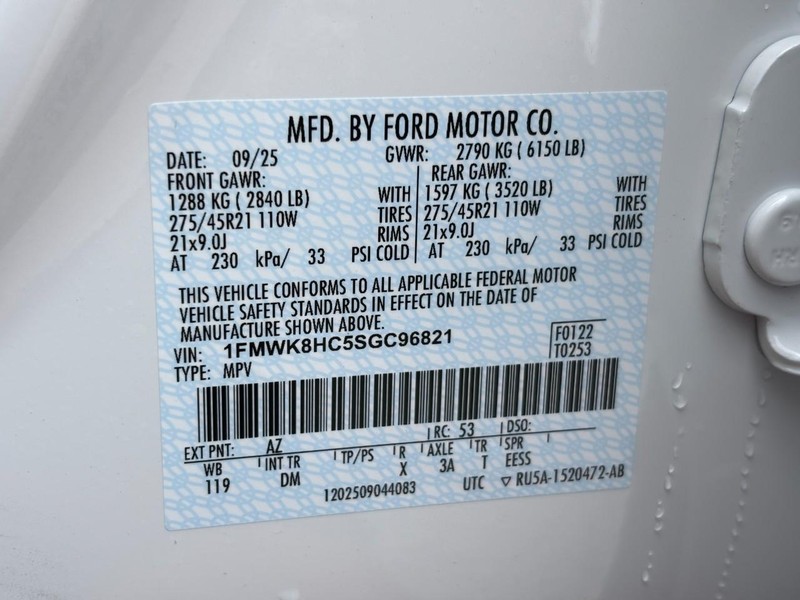 MFD. BY FORD MOTOR CO.
DATE: 09/25 GVWR: 2790 KG ( 6150 LB)
FRONT GAWR: REAR GAWR:
1288 KG ( 2840 LB) WITH 1597 KG ( 3520 LB) WITH
275/45R21 110W TIRES 275/45R21 110W TIRES
21x9.0J RIMS 21x9.0J RIMS
AT 230 kPa/ 33 PSI COLD AT 230 kPa/ 33 PSI COLD
THIS VEHICLE CONFORMS TO ALL APPLICABLE FEDERAL MOTOR
VEHICLE SAFETY STANDARDS IN EFFECT ON THE DATE OF
MANUFACTURE SHOWN ABOVE.
VIN: 1FMWK8HC5SGC96821 F0122
TYPE: MPV T0253
EXT PNT: AZ RC: 53 DSO:
WB INT TR TP/PS R AXLE TR SPR
119 DM X 3A T EESS
1202509044083 UTC ▽ RU5A-1520472-AB